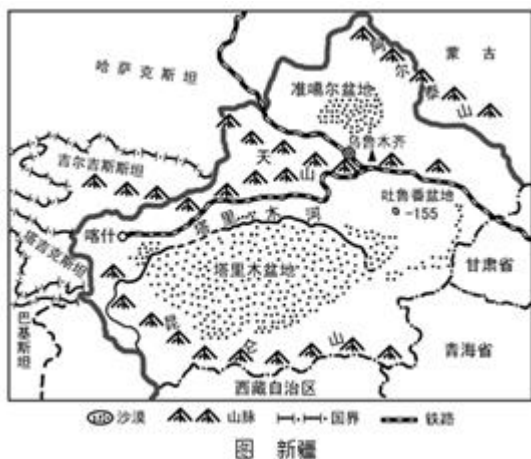 哈萨克斯坦
蒙古
阿尔泰山
准噶尔盆地
乌鲁木齐
吉尔吉斯斯坦
天山
吐鲁番盆地
-155
喀什
塔里木河
塔吉克斯坦
塔里木盆地
甘肃省
巴基斯坦
昆仑山
青海省
西藏自治区
沙漠
山脉
国界
铁路
图 新疆